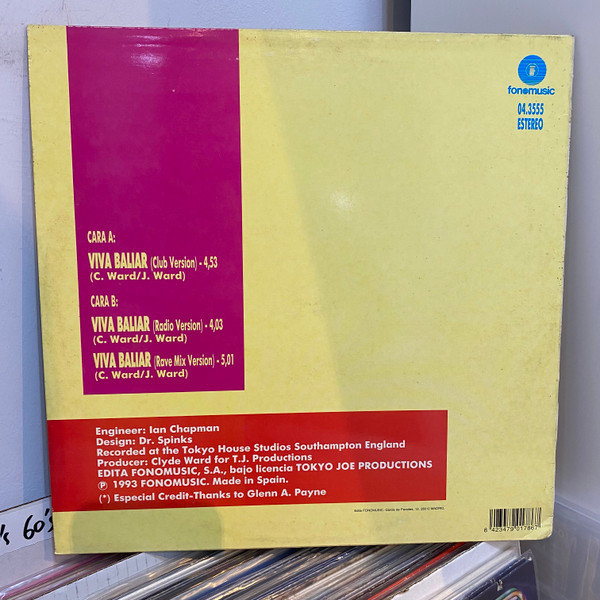 fonomusic
04.3555
ESTEREO
CARA A:
VIVA BALIAR (Club Version) - 4,53
(C. Ward/J. Ward)
CARA B:
VIVA BALIAR (Radio Version) - 4,03
(C. Ward/J. Ward)
VIVA BALIAR (Rave Mix Version) - 5,01
(C. Ward/J. Ward)
Engineer: Ian Chapman
Design: Dr. Spinks
Recorded at the Tokyo House Studios Southampton England
Producer: Clyde Ward for T.J. Productions
EDITA FONOMUSIC, S.A., bajo licencia TOKYO JOE PRODUCTIONS
℗ 1993 FONOMUSIC. Made in Spain.
(*) Especial Credit-Thanks to Glenn A. Payne
8 423479 017867
's 60's